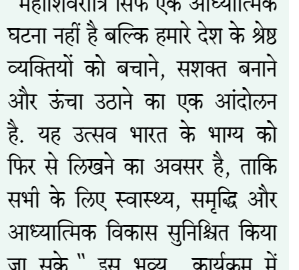 "महाशिवरात्रि सिर्फ एक आध्यात्मिक
घटना नहीं है बल्कि हमारे देश के श्रेष्ठ
व्यक्तियों को बचाने, सशक्त बनाने
और ऊंचा उठाने का एक आंदोलन
है. यह उत्सव भारत के भाग्य को
फिर से लिखने का अवसर है, ताकि
सभी के लिए स्वास्थ्य, समृद्धि और
आध्यात्मिक विकास सुनिश्चित किया
जा सके " इस भव्य कार्यक्रम में